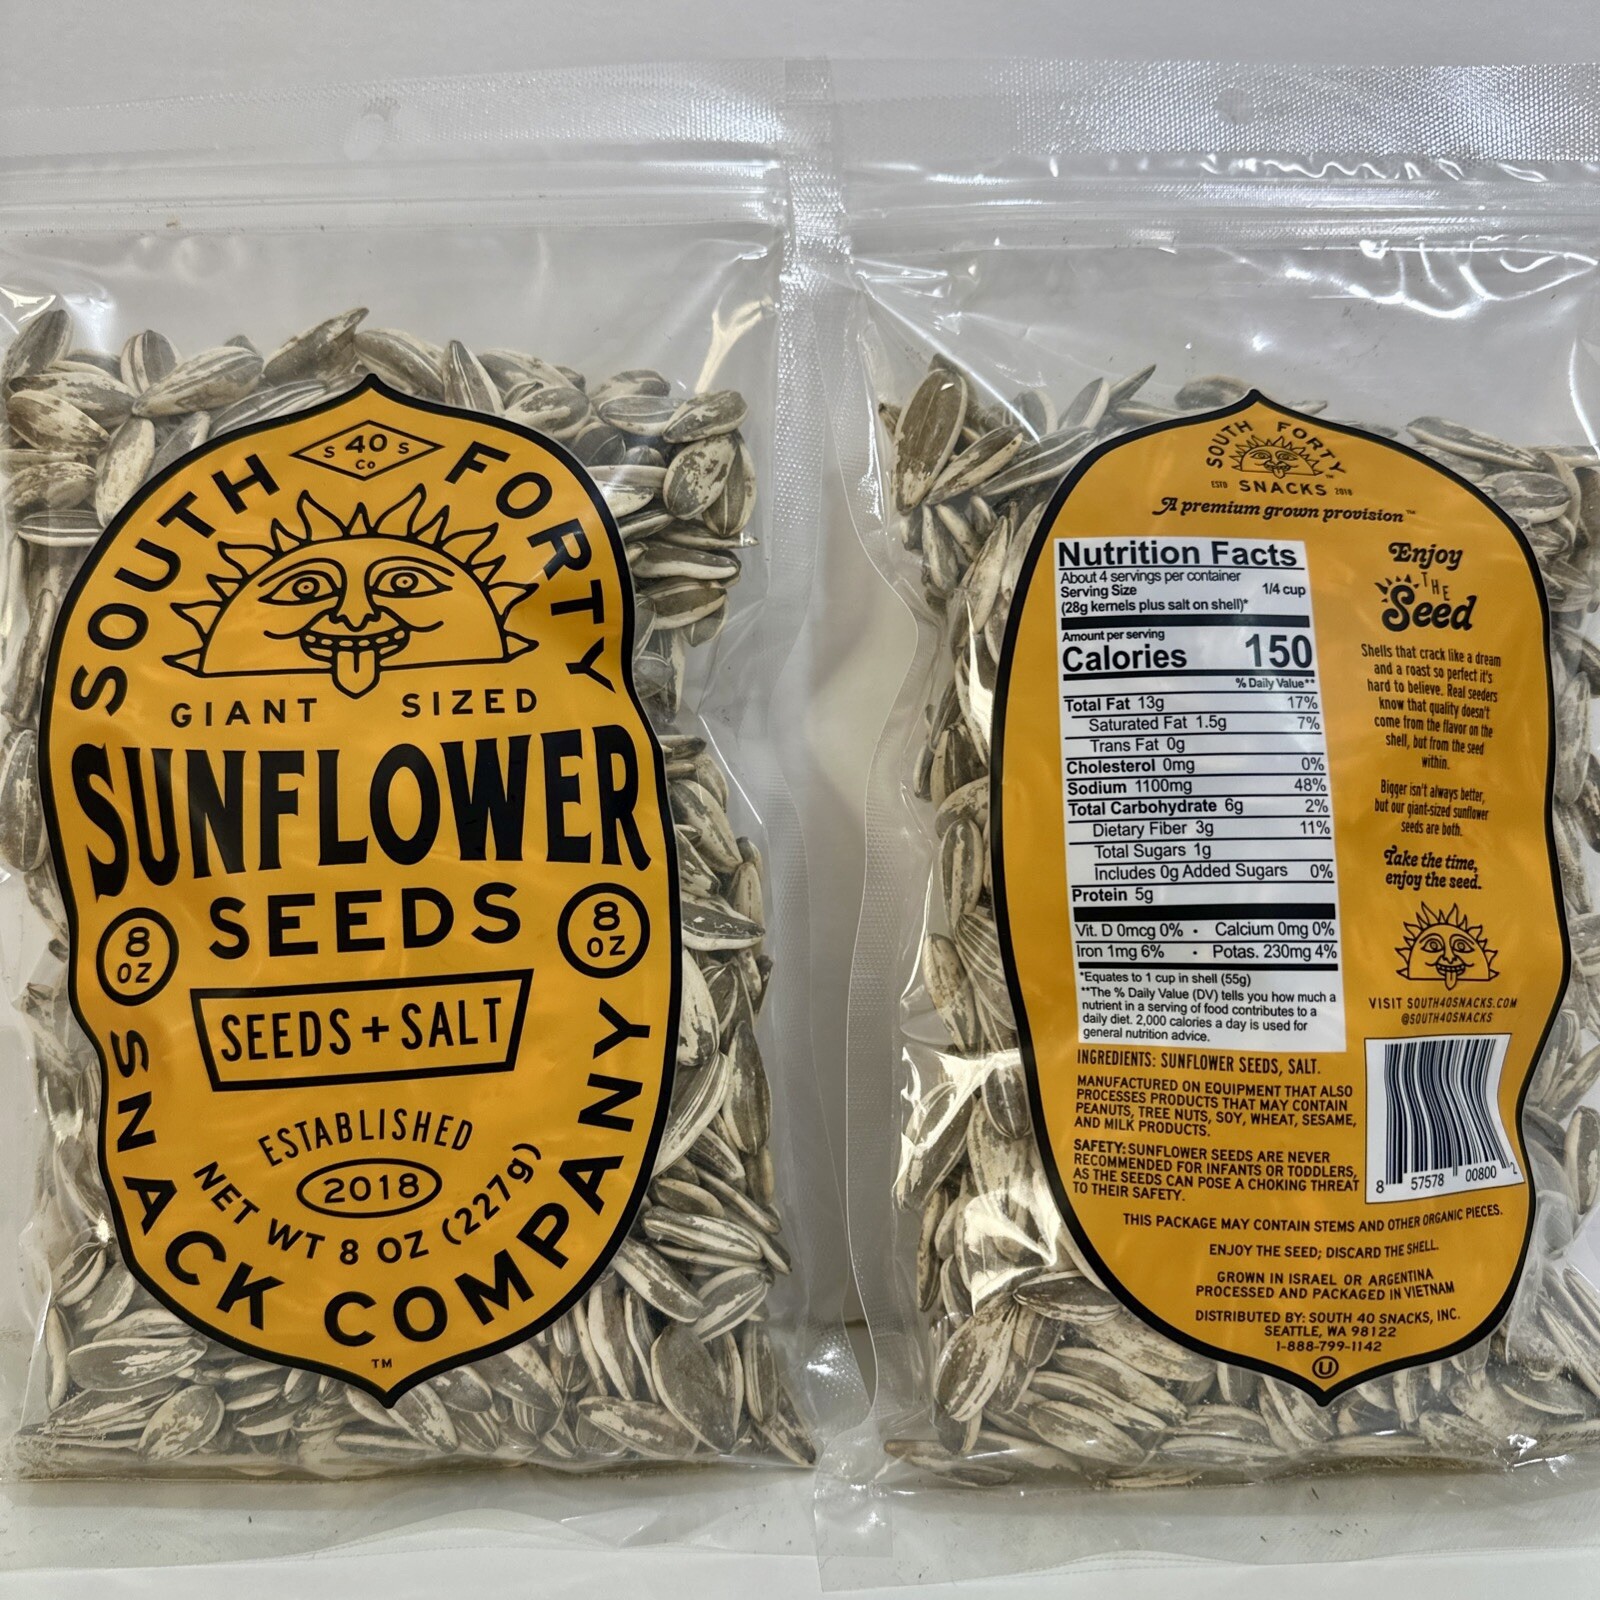 S 40 S
Co
SOUTH FORTY
GIANT SIZED
SUNFLOWER
SEEDS
8 OZ
8 OZ
SEEDS + SALT
ESTABLISHED
2018
NET WT 8 OZ (227g)
SNACK COMPANY
TM
SOUTH FORTY
ESTD SNACKS 2018
A premium grown provision™
Nutrition Facts
About 4 servings per container
Serving Size 1/4 cup
(28g kernels plus salt on shell)*
Amount per serving
Calories 150
% Daily Value**
Total Fat 13g 17%
Saturated Fat 1.5g 7%
Trans Fat 0g
Cholesterol 0mg 0%
Sodium 1100mg 48%
Total Carbohydrate 6g 2%
Dietary Fiber 3g 11%
Total Sugars 1g
Includes 0g Added Sugars 0%
Protein 5g
Vit. D 0mcg 0% • Calcium 0mg 0%
Iron 1mg 6% • Potas. 230mg 4%
*Equates to 1 cup in shell (55g)
**The % Daily Value (DV) tells you how much a
nutrient in a serving of food contributes to a
daily diet. 2,000 calories a day is used for
general nutrition advice.
Enjoy
THE
Seed
Shells that crack like a dream
and a roast so perfect it's
hard to believe. Real seeders
know that quality doesn't
come from the flavor on the
shell, but from the seed
within.
Bigger isn't always better,
but our giant-sized sunflower
seeds are both.
Take the time,
enjoy the seed.
VISIT SOUTH40SNACKS.COM
@SOUTH40SNACKS
INGREDIENTS: SUNFLOWER SEEDS, SALT.
MANUFACTURED ON EQUIPMENT THAT ALSO
PROCESSES PRODUCTS THAT MAY CONTAIN
PEANUTS, TREE NUTS, SOY, WHEAT, SESAME,
AND MILK PRODUCTS.
SAFETY: SUNFLOWER SEEDS ARE NEVER
RECOMMENDED FOR INFANTS OR TODDLERS,
AS THE SEEDS CAN POSE A CHOKING THREAT
TO THEIR SAFETY.
8 57578 00800 2
THIS PACKAGE MAY CONTAIN STEMS AND OTHER ORGANIC PIECES.
ENJOY THE SEED; DISCARD THE SHELL.
GROWN IN ISRAEL OR ARGENTINA
PROCESSED AND PACKAGED IN VIETNAM
DISTRIBUTED BY: SOUTH 40 SNACKS, INC.
SEATTLE, WA 98122
1-888-799-1142
U